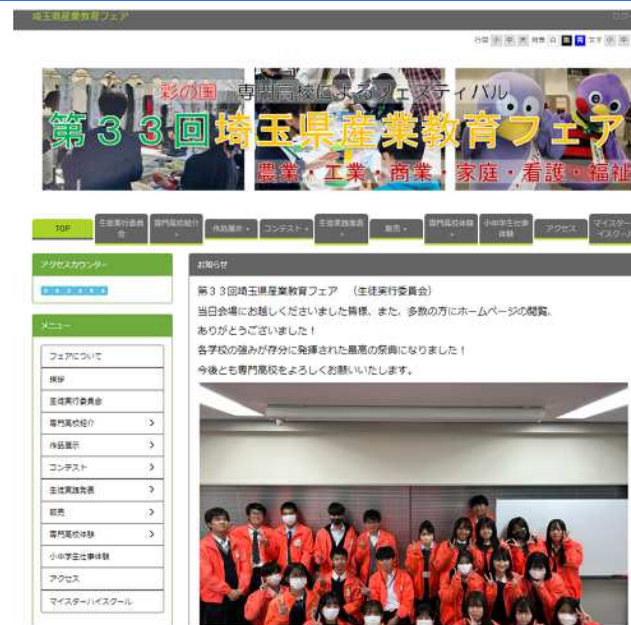 埼玉県産業教育フェア
行間 小 中 大 背景 白 黒 青 文字 小 中
彩の国 専門高校によるフェスティバル
第33回埼玉県産業教育フェア
農業・工業・商業・家庭・看護・福祉
TOP 生徒実行委員会 専門高校紹介 作品展示 コンテスト 生徒実践発表 販売 専門高校体験 小中学生仕事体験 アクセス
アクセスカウンター
お知らせ
第33回埼玉県産業教育フェア (生徒実行委員会)
当日会場にお越しくださいました皆様、また、多数の方にホームページの閲覧、
ありがとうございました!
各学校の強みが存分に発揮された最高の祭典になりました!
今後とも専門高校をよろしくお願いいたします。
メニュー
フェアについて
挨拶
生徒実行委員会
専門高校紹介
作品展示
コンテスト
生徒実践発表
販売
専門高校体験
小中学生仕事体験
アクセス
マイスターハイスクール